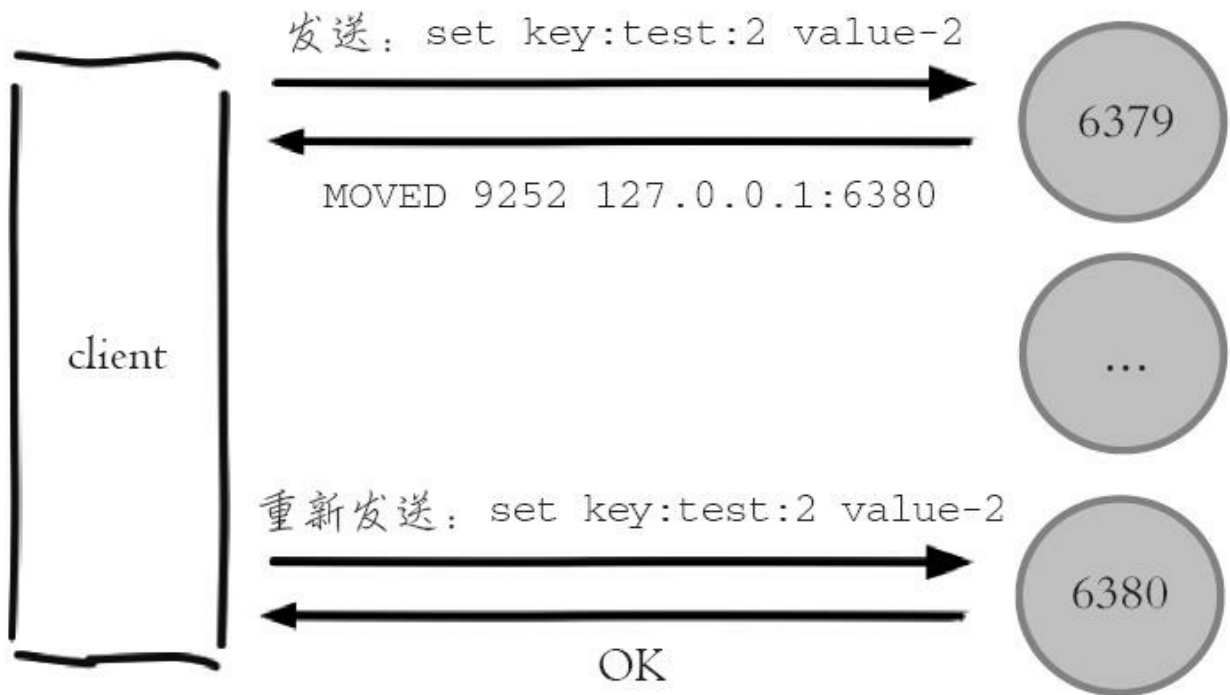 发送：set key:test:2 value-2
6379
MOVED 9252 127.0.0.1:6380
client
...
重新发送：set key:test:2 value-2
6380
OK